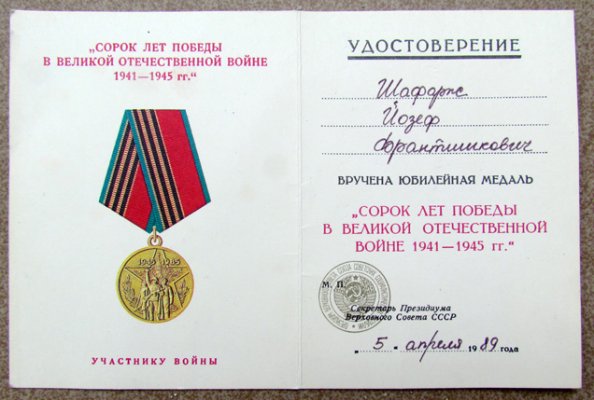 „СОРОК ЛЕТ ПОБЕДЫ
В ВЕЛИКОЙ ОТЕЧЕСТВЕННОЙ ВОЙНЕ
1941—1945 гг.“
1945 1985
УЧАСТНИКУ ВОЙНЫ
УДОСТОВЕРЕНИЕ
Шафарис
Йозеф
Франтишкович
ВРУЧЕНА ЮБИЛЕЙНАЯ МЕДАЛЬ
„СОРОК ЛЕТ ПОБЕДЫ
В ВЕЛИКОЙ ОТЕЧЕСТВЕННОЙ
ВОЙНЕ 1941—1945 гг.“
М. П.
Секретарь Президиума
Верховного Совета СССР
„ 5 “ апреля 1989 года